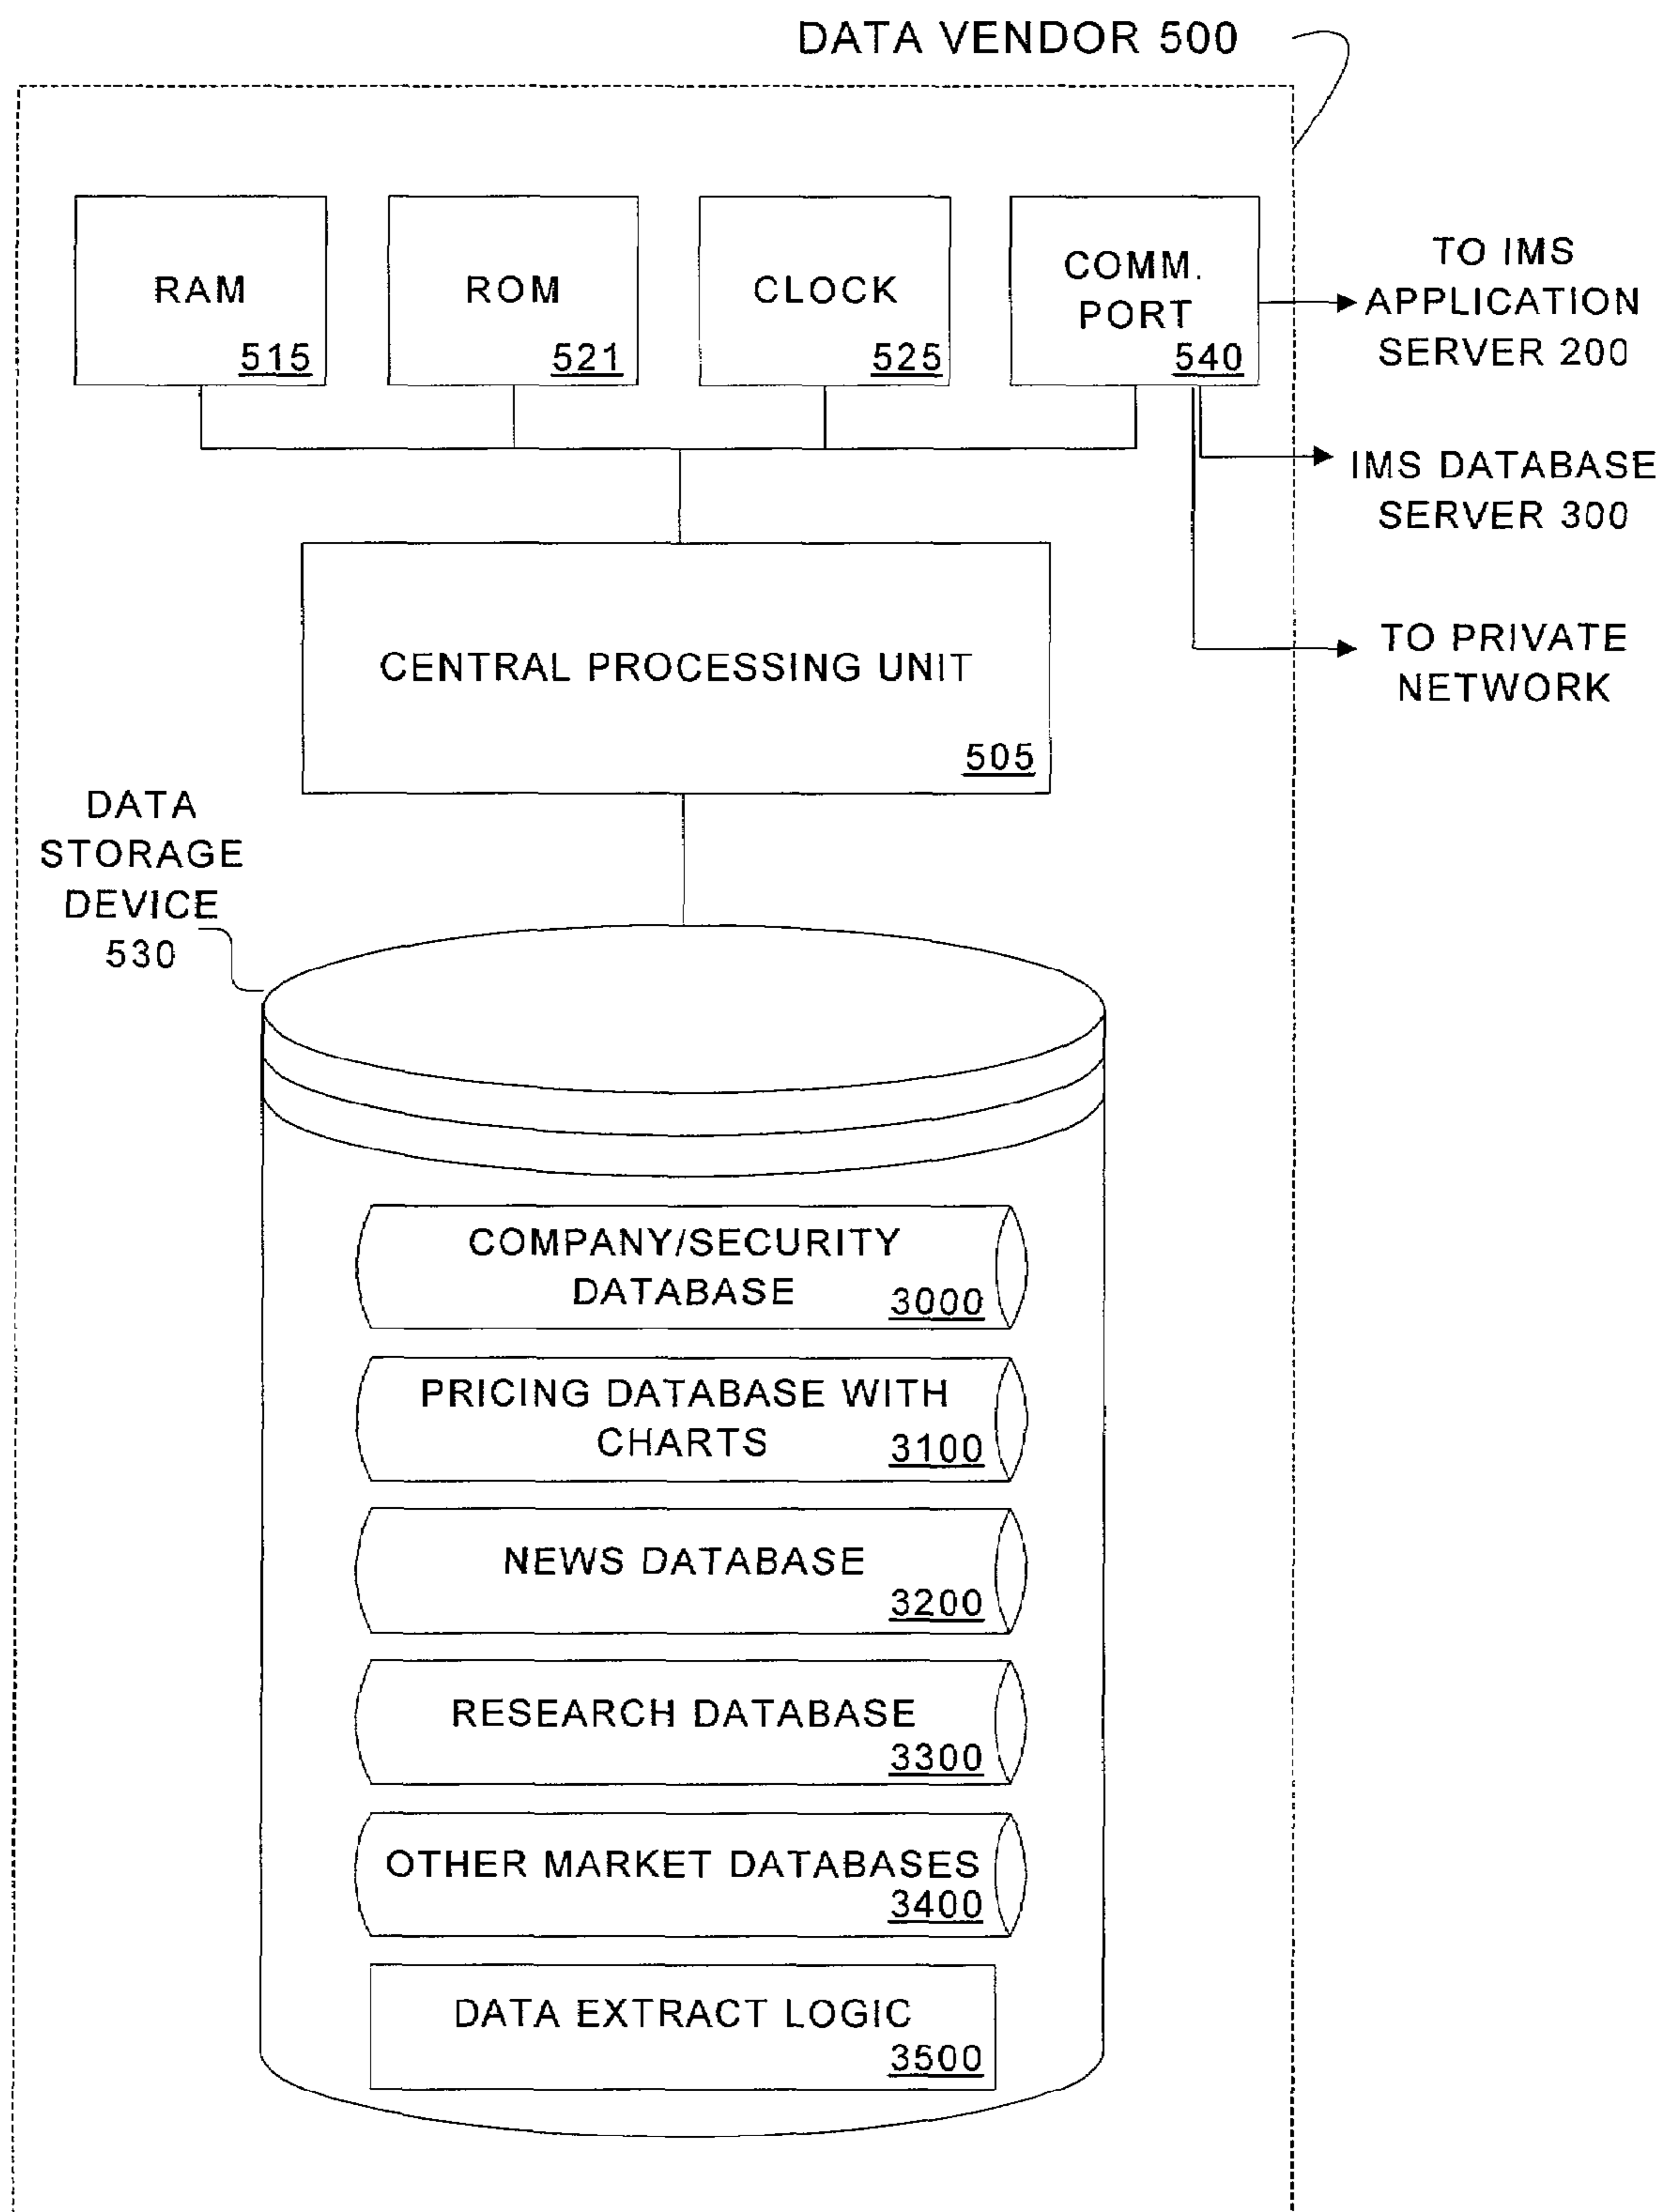 DATA VENDOR 500
RAM
515
ROM
521
CLOCK
525
COMM.
PORT
540
TO IMS
APPLICATION
SERVER 200
IMS DATABASE
SERVER 300
TO PRIVATE
NETWORK
CENTRAL PROCESSING UNIT
505
DATA
STORAGE
DEVICE
530
COMPANY/SECURITY
DATABASE
3000
PRICING DATABASE WITH
CHARTS
3100
NEWS DATABASE
3200
RESEARCH DATABASE
3300
OTHER MARKET DATABASES
3400
DATA EXTRACT LOGIC
3500